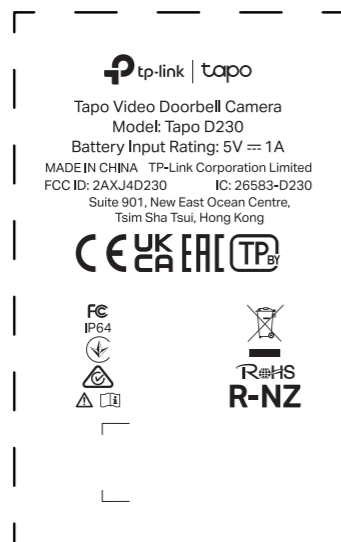 tp-link | tapo
Tapo Video Doorbell Camera
Model: Tapo D230
Battery Input Rating: 5V ⎓ 1A
MADE IN CHINA TP-Link Corporation Limited
FCC ID: 2AXJ4D230 IC: 26583-D230
Suite 901, New East Ocean Centre,
Tsim Sha Tsui, Hong Kong
CE UK CA EAC TP BY
FC
IP64
RoHS
R-NZ